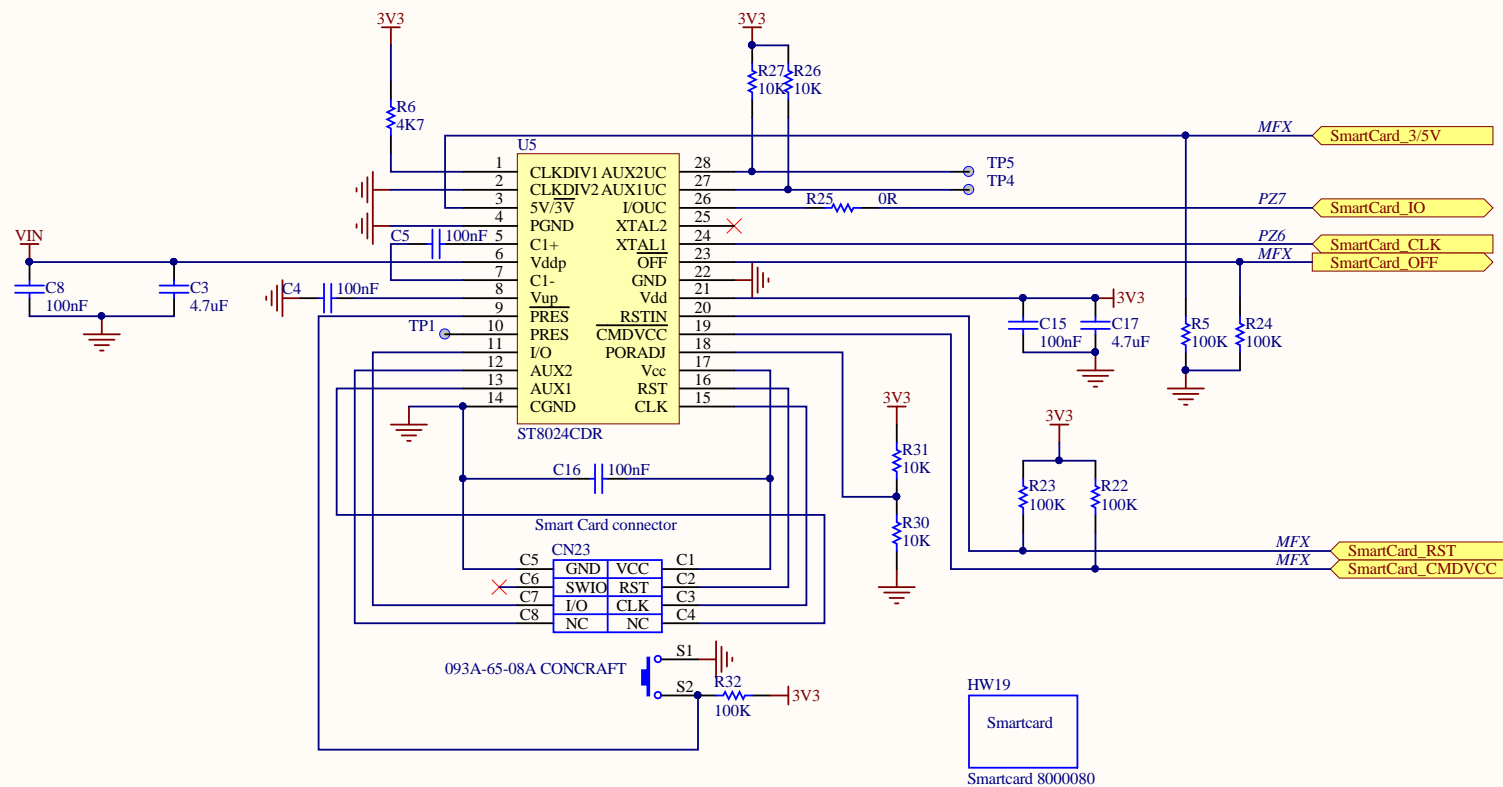 3V3
3V3
R6
4K7
R27
10K
R26
10K
MFX
SmartCard_3/5V
U5
1
CLKDIV1
AUX2UC
28
TP5
2
CLKDIV2
AUX1UC
27
TP4
3
5V/3V
I/OUC
26
R25
0R
PZ7
SmartCard_IO
4
PGND
XTAL2
25
C5
100nF
5
C1+
XTAL1
24
PZ6
SmartCard_CLK
VIN
6
Vddp
OFF
23
MFX
SmartCard_OFF
7
C1-
GND
22
C8
100nF
C3
4.7uF
C4
100nF
8
Vup
Vdd
21
3V3
9
PRES
RSTIN
20
TP1
10
PRES
CMDVCC
19
C15
100nF
C17
4.7uF
R5
100K
R24
100K
11
I/O
PORADJ
18
12
AUX2
Vcc
17
13
AUX1
RST
16
14
CGND
CLK
15
ST8024CDR
3V3
3V3
R31
10K
C16
100nF
R23
100K
R22
100K
R30
10K
Smart Card connector
CN23
MFX
SmartCard_RST
MFX
SmartCard_CMDVCC
C5
GND
VCC
C1
C6
SWIO
RST
C2
C7
I/O
CLK
C3
C8
NC
NC
C4
S1
093A-65-08A CONCRAFT
S2
R32
100K
3V3
HW19
Smartcard
Smartcard 8000080